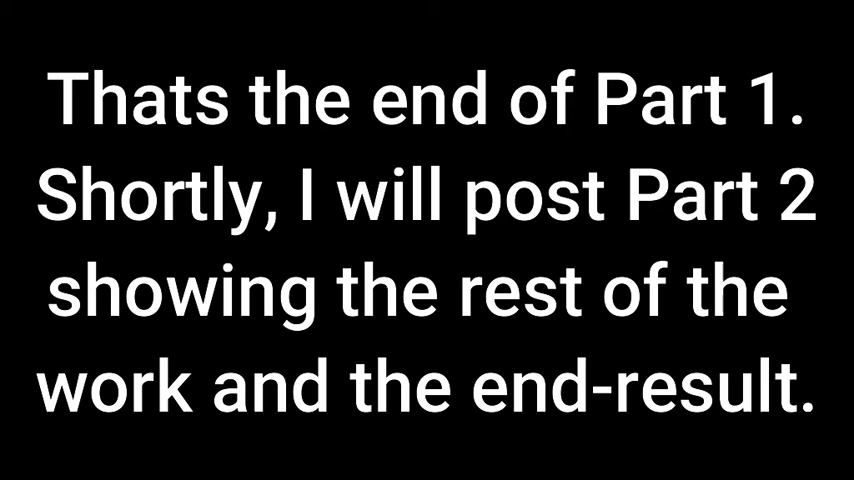 Thats the end of Part 1.
Shortly, I will post Part 2
showing the rest of the
work and the end-result.